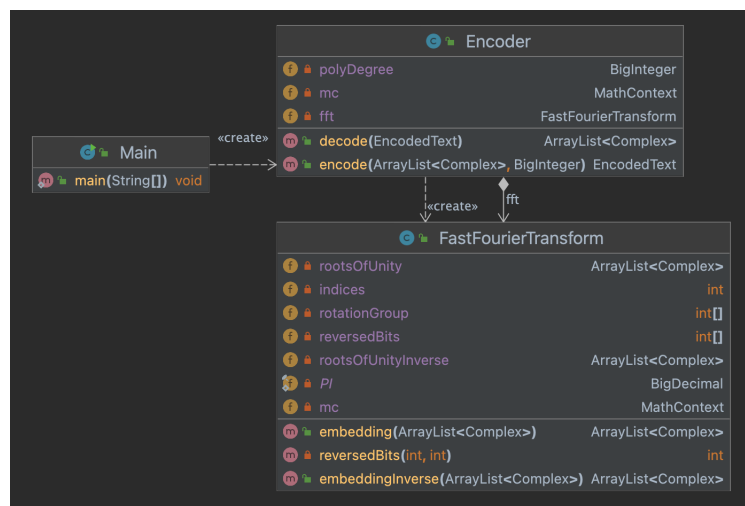 Encoder
polyDegree BigInteger
mc MathContext
fft FastFourierTransform
decode(EncodedText) ArrayList<Complex>
encode(ArrayList<Complex>, BigInteger) EncodedText
«create»
Main
main(String[]) void
«create»
fft
FastFourierTransform
rootsOfUnity ArrayList<Complex>
indices int
rotationGroup int[]
reversedBits int[]
rootsOfUnityInverse ArrayList<Complex>
PI BigDecimal
mc MathContext
embedding(ArrayList<Complex>) ArrayList<Complex>
reversedBits(int, int) int
embeddingInverse(ArrayList<Complex>) ArrayList<Complex>